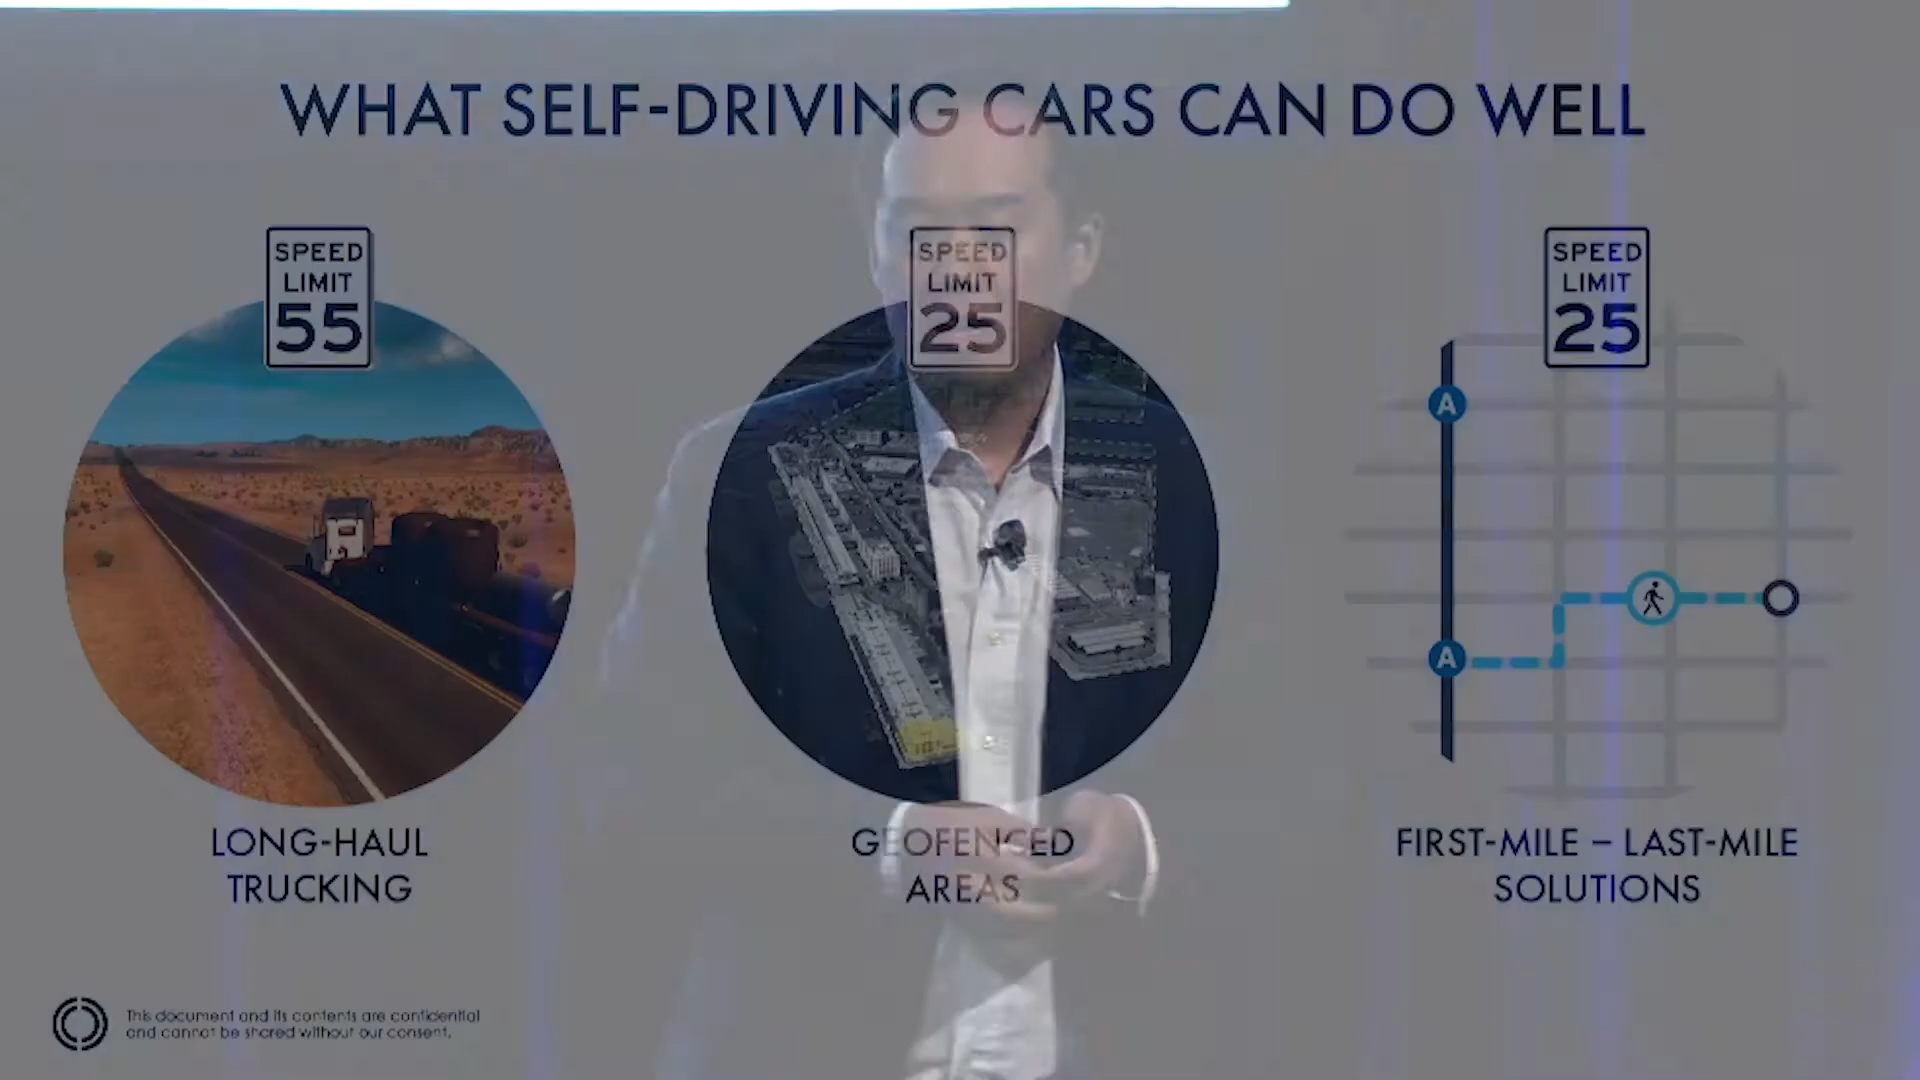 WHAT SELF-DRIVING CARS CAN DO WELL
SPEED
LIMIT
55
SPEED
LIMIT
25
SPEED
LIMIT
25
A
A
LONG-HAUL
TRUCKING
GEOFENCED
AREAS
FIRST-MILE – LAST-MILE
SOLUTIONS
This document and its contents are confidential
and cannot be shared without our consent.